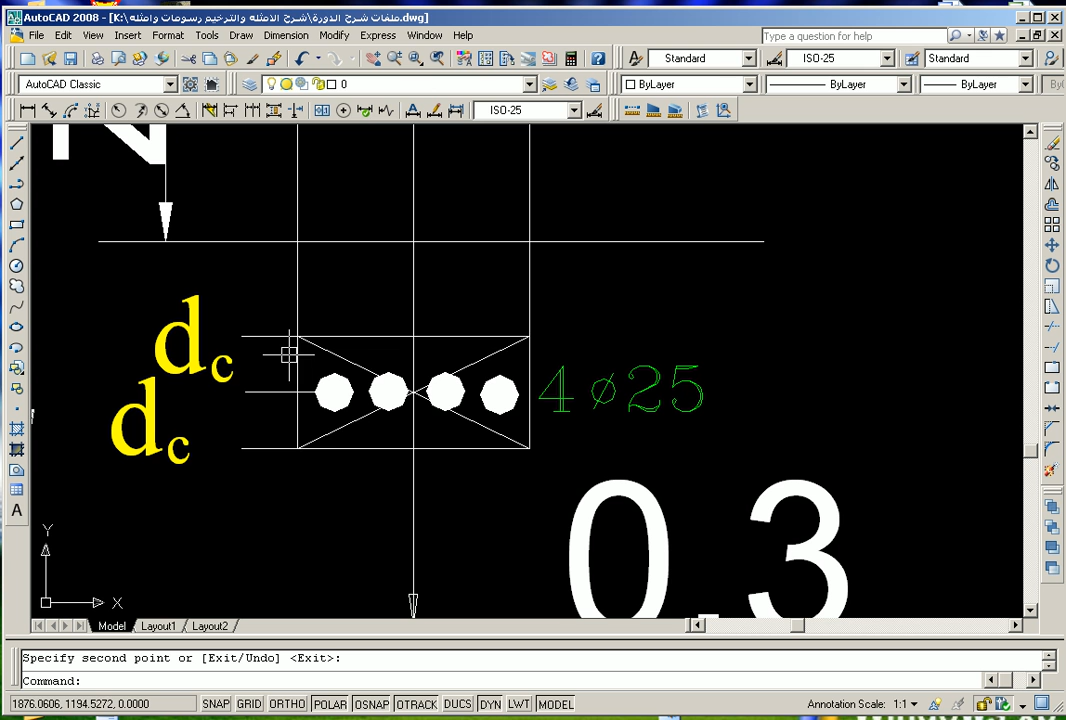 AutoCAD 2008 - [K:\ملفات شرح الدورة\شرح الامثله والترخيم رسومات وامثله.dwg]
File Edit View Insert Format Tools Draw Dimension Modify Express Window Help
Type a question for help
Standard ISO-25 Standard
AutoCAD Classic 0 ByLayer ByLayer ByLayer
ISO-25
dc
dc
4ø25
0.3
Y
X
Model Layout1 Layout2
Specify second point or [Exit/Undo] <Exit>:
Command:
1876.0606, 1194.5272, 0.0000 SNAP GRID ORTHO POLAR OSNAP OTRACK DUCS DYN LWT MODEL Annotation Scale: 1:1